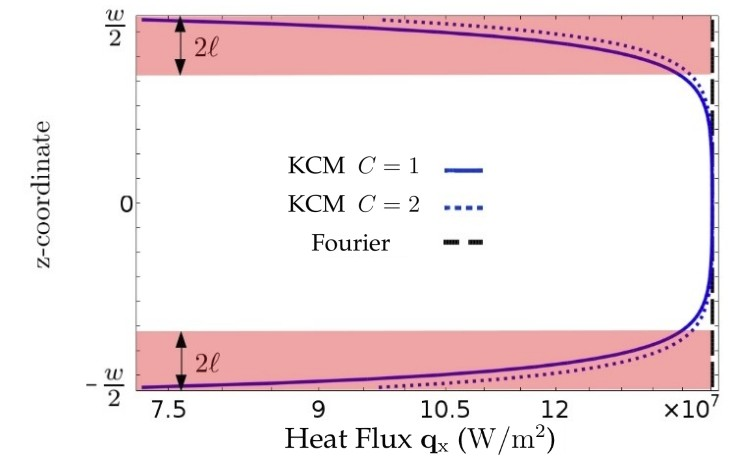 w/2
2ℓ
z-coordinate
KCM C = 1
0
KCM C = 2
Fourier
2ℓ
-w/2
7.5 9 10.5 12 ×10⁷
Heat Flux qₓ (W/m²)